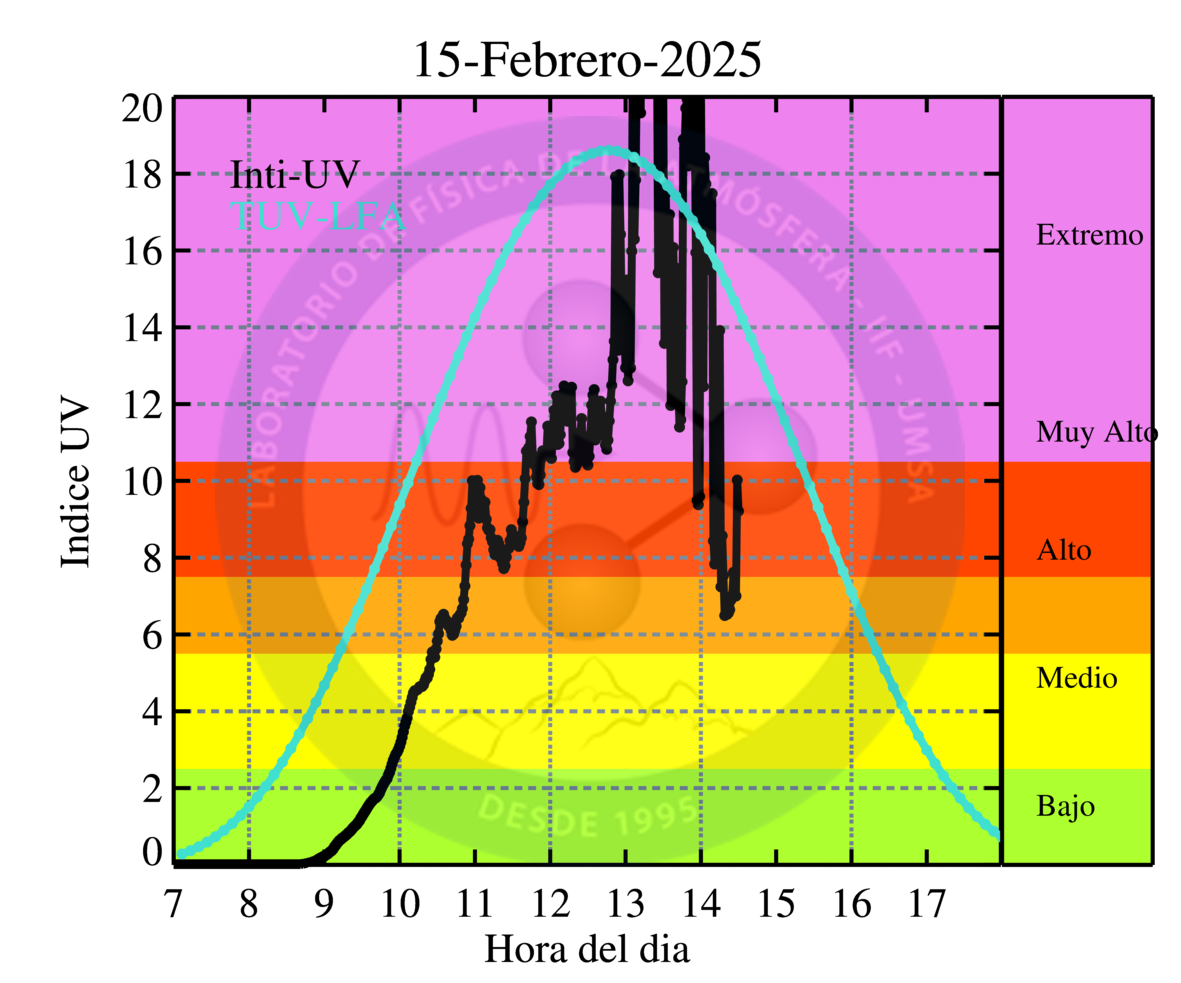 15-Febrero-2025
20
18
16
14
12
10
8
6
4
2
0
Indice UV
Inti-UV
TUV-LFA
LABORATORIO DE FÍSICA DE LA ATMÓSFERA - IIF - UMSA
DESDE 1995
Extremo
Muy Alto
Alto
Medio
Bajo
7 8 9 10 11 12 13 14 15 16 17
Hora del dia